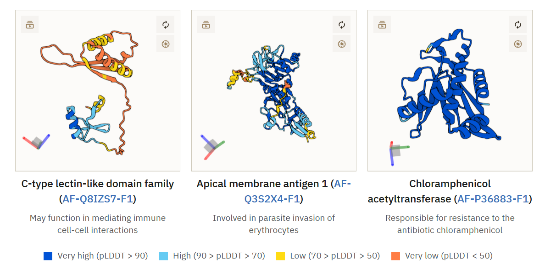 C-type lectin-like domain family
(AF-Q8IZS7-F1)
May function in mediating immune
cell-cell interactions
Apical membrane antigen 1 (AF-
Q3S2X4-F1)
Involved in parasite invasion of
erythrocytes
Chloramphenicol
acetyltransferase (AF-P36883-F1)
Responsible for resistance to the
antibiotic chloramphenicol
Very high (pLDDT > 90) High (90 > pLDDT > 70) Low (70 > pLDDT > 50) Very low (pLDDT < 50)